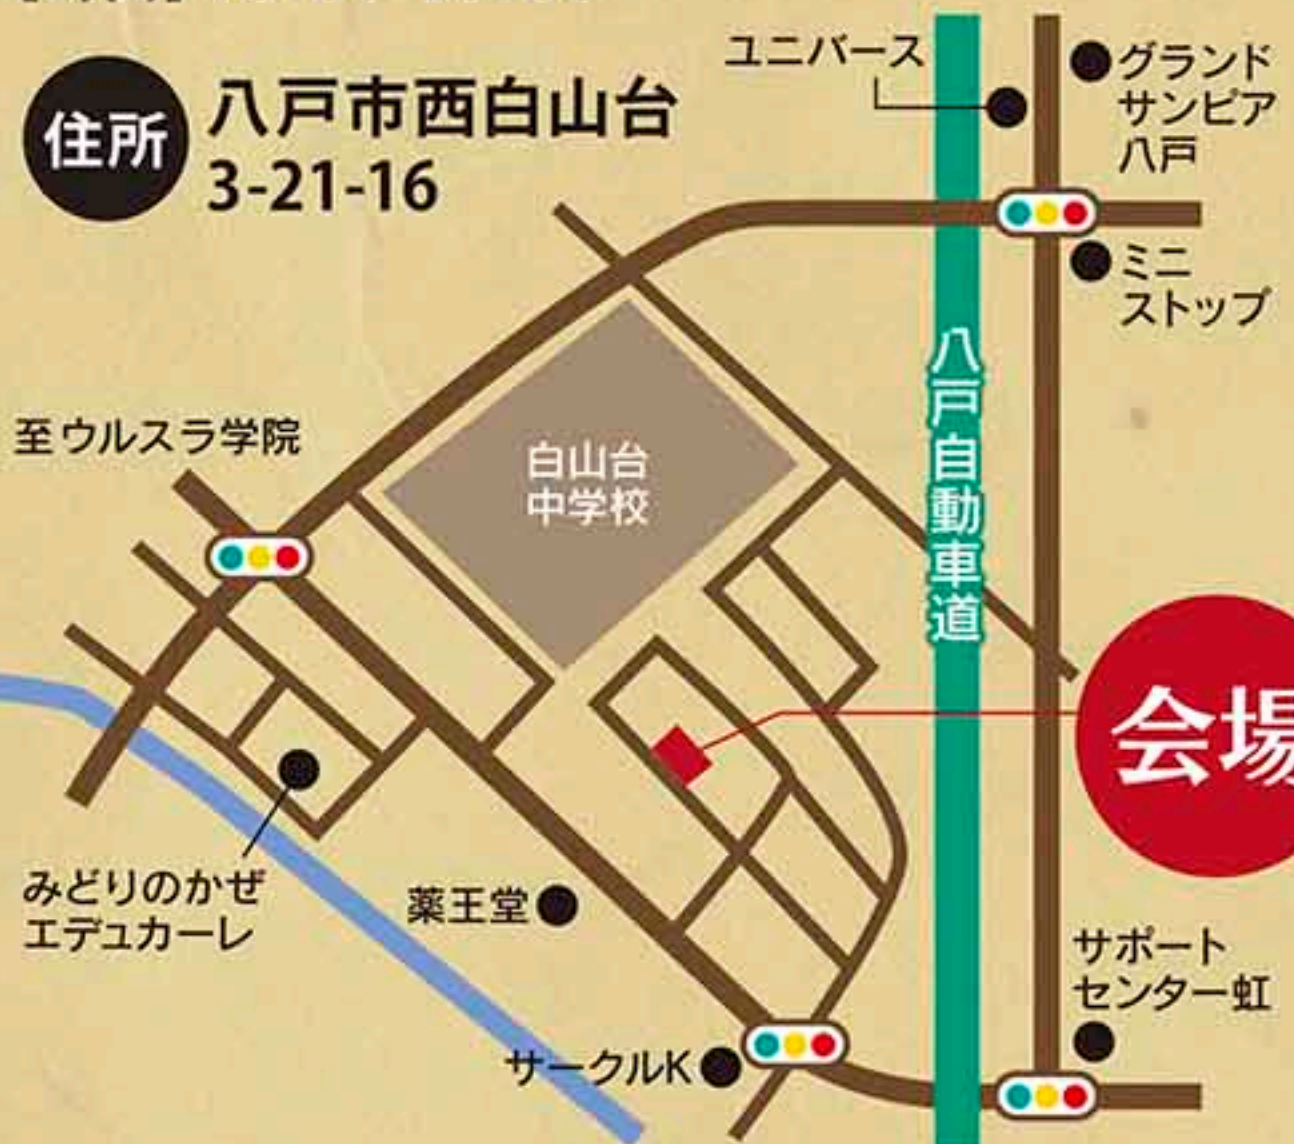 住所
八戸市西白山台
3-21-16
ユニバース
グランド
サンピア
八戸
ミニ
ストップ
八戸自動車道
至ウルスラ学院
白山台
中学校
会場
みどりのかぜ
エデュカーレ
薬王堂
サポート
センター虹
サークルK